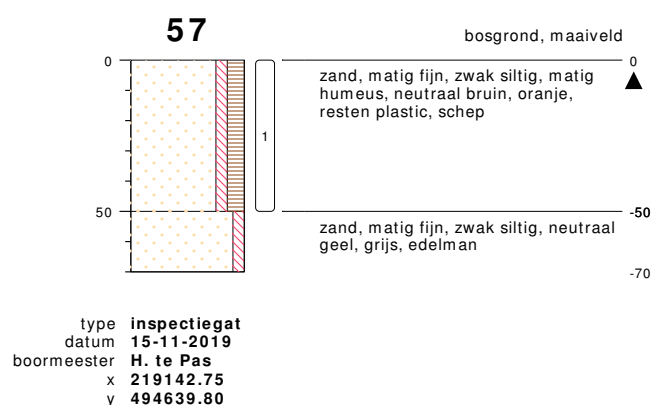 57
bosgrond, maaiveld
0
0
zand, matig fijn, zwak siltig, matig
humeus, neutraal bruin, oranje,
resten plastic, schep
1
50
-50
zand, matig fijn, zwak siltig, neutraal
geel, grijs, edelman
-70
type inspectiegat
datum 15-11-2019
boormeester H. te Pas
x 219142.75
y 494639.80